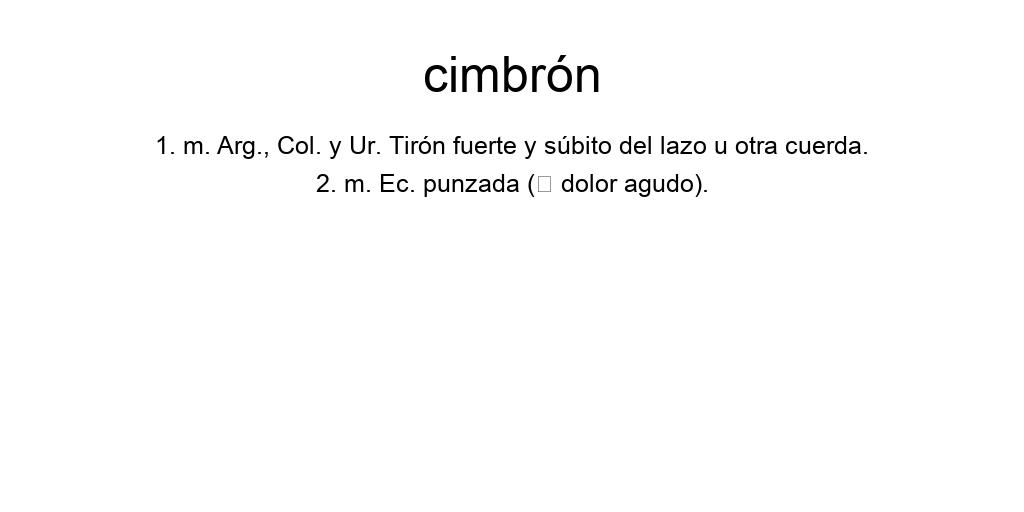 cimbrón
1. m. Arg., Col. y Ur. Tirón fuerte y súbito del lazo u otra cuerda.
2. m. Ec. punzada (□ dolor agudo).